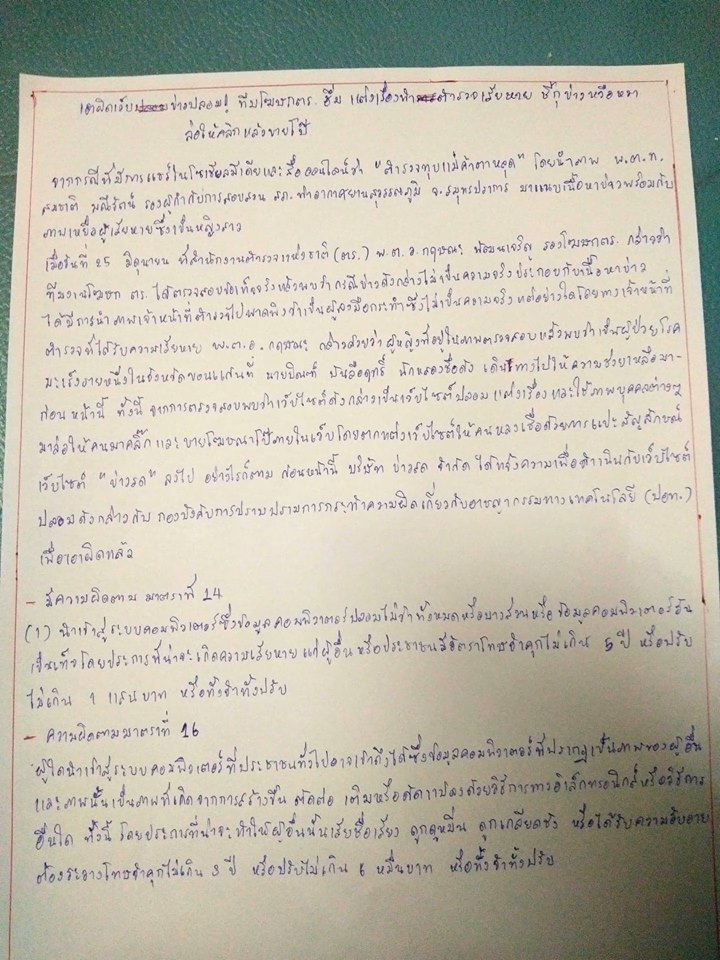 เอาผิดเว็บข่าวปลอม! ทีมโฆษกตร. ฮึ่ม แต่งเรื่องทำตำรวจเสียหาย ชี้กุข่าวหวือหวา
ล่อให้คลิกแล้วขายโป๊
จากกรณีที่มีการแชร์ในโซเชียลมีเดียและสื่อออนไลน์ว่า "ตำรวจทุบแม่ค้าตาหลุด" โดยนำภาพ พ.ต.ท.
สมชาติ มณีรัตน์ รองผู้กำกับการสอบสวน สภ.ท่าอากาศยานสุวรรณภูมิ จ.สมุทรปราการ มาแนบเนื้อหาข่าวพร้อมกับ
ภาพเหยื่อผู้เสียหายซึ่งเป็นหญิงสาว
เมื่อวันที่ 25 มิถุนายน ที่สำนักงานตำรวจแห่งชาติ (ตร.) พ.ต.อ.กฤษณะ พัฒนเจริญ รองโฆษกตร. กล่าวว่า
ทีมงานโฆษก ตร. ได้ตรวจสอบข้อเท็จจริงแล้วพบว่า กรณีข่าวดังกล่าวไม่เป็นความจริงประกอบกับเนื้อหาข่าว
ได้มีการนำภาพเจ้าหน้าที่ตำรวจไปพาดพิงว่าเป็นผู้ลงมือกระทำซึ่งไม่เป็นความจริงแต่อย่างใดโดยทางเจ้าหน้าที่
ตำรวจที่ได้รับความเสียหาย พ.ต.อ. กฤษณะ กล่าวด้วยว่า ผู้หญิงที่อยู่ในภาพตรวจสอบแล้วพบว่าเป็นผู้ป่วยโรค
มะเร็งรายหนึ่งในจังหวัดขอนแก่นที่ นายบิณฑ์ บันลือฤทธิ์ นักแสดงชื่อดัง เดินทางไปให้ความช่วยเหลือมา-
ก่อนหน้านี้ ทั้งนี้ จากการตรวจสอบพบว่าเว็บไซต์ดังกล่าวเป็นเว็บไซต์ปลอม แต่งเรื่อง และใช้ภาพบุคคลต่างๆ
มาล่อให้คนมาคลิ๊ก และขายโฆษณาโป๊ภายในเว็บโดยตกแต่งเว็บไซต์ให้คนหลงเชื่อด้วยการแปะสัญลักษณ์
เว็บไซต์ "ข่าวสด" ลงไป อย่างไรก็ตาม ก่อนหน้านี้ บริษัท ข่าวสด จำกัด ได้แจ้งความเพื่อดำเนินกับเว็บไซต์
ปลอมดังกล่าวกับ กองบังคับการปราบปรามการกระทำความผิดเกี่ยวกับอาชญากรรมทางเทคโนโลยี (ปอท.)
เพื่อเอาผิดแล้ว
- มีความผิดตาม มาตราที่ 14
(1) นำเข้าสู่ระบบคอมพิวเตอร์ซึ่งข้อมูลคอมพิวเตอร์ปลอมไม่ว่าทั้งหมดหรือบางส่วนหรือข้อมูลคอมพิวเตอร์อัน
เป็นเท็จโดยประการที่น่าจะเกิดความเสียหายแก่ผู้อื่นหรือประชาชนมีอัตราโทษจำคุกไม่เกิน 5 ปี หรือปรับ
ไม่เกิน 1 แสนบาท หรือทั้งจำทั้งปรับ
- ความผิดตามมาตราที่ 16
ผู้ใดนำเข้าสู่ระบบคอมพิวเตอร์ที่ประชาชนทั่วไปอาจเข้าถึงได้ซึ่งข้อมูลคอมพิวเตอร์ที่ปรากฏเป็นภาพของผู้อื่น
และภาพนั้นเป็นภาพที่เกิดจากการสร้างขึ้น ตัดต่อ เติมหรือดัดแปลงด้วยวิธีการทางอิเล็กทรอนิกส์หรือวิธีการ
อื่นใด ทั้งนี้ โดยประการที่น่าจะทำให้ผู้อื่นนั้นเสียชื่อเสียง ถูกดูหมิ่น ถูกเกลียดชัง หรือได้รับความอับอาย
ต้องระวางโทษจำคุกไม่เกิน 3 ปี หรือปรับไม่เกิน 6 หมื่นบาท หรือทั้งจำทั้งปรับ